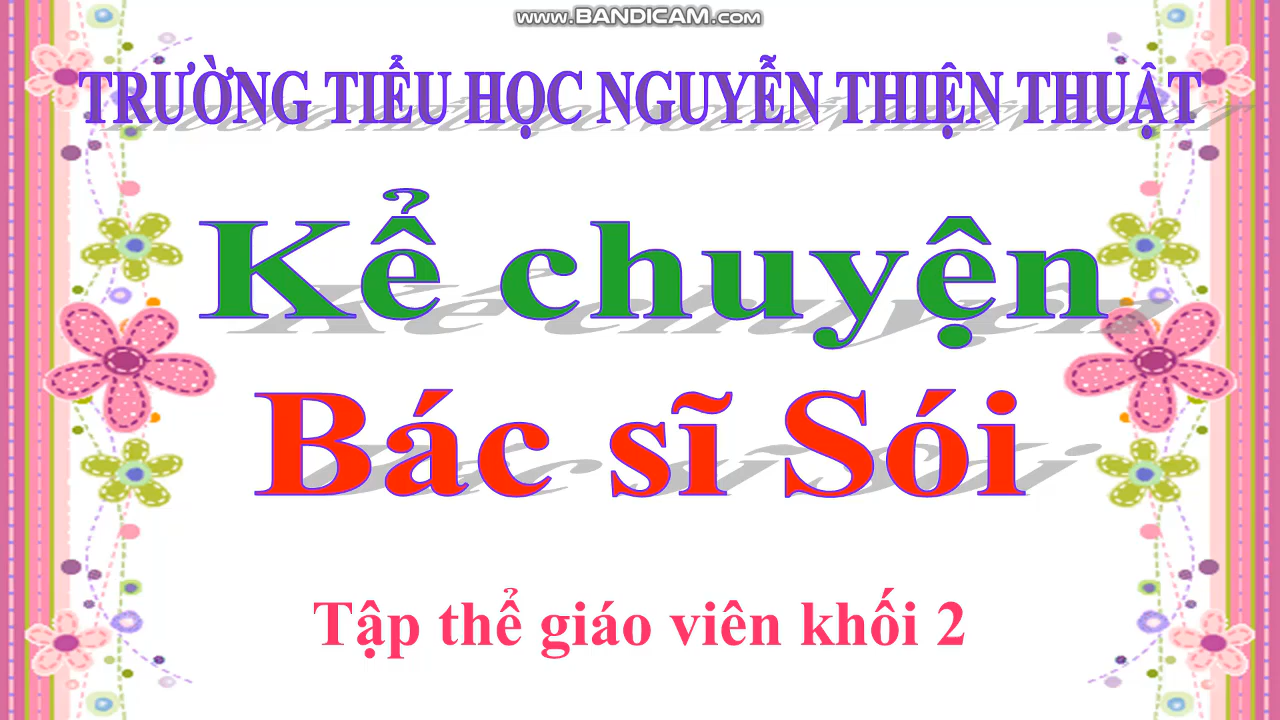 www.BANDICAM.com
TRƯỜNG TIỂU HỌC NGUYỄN THIỆN THUẬT
Kể chuyện
Bác sĩ Sói
Tập thể giáo viên khối 2